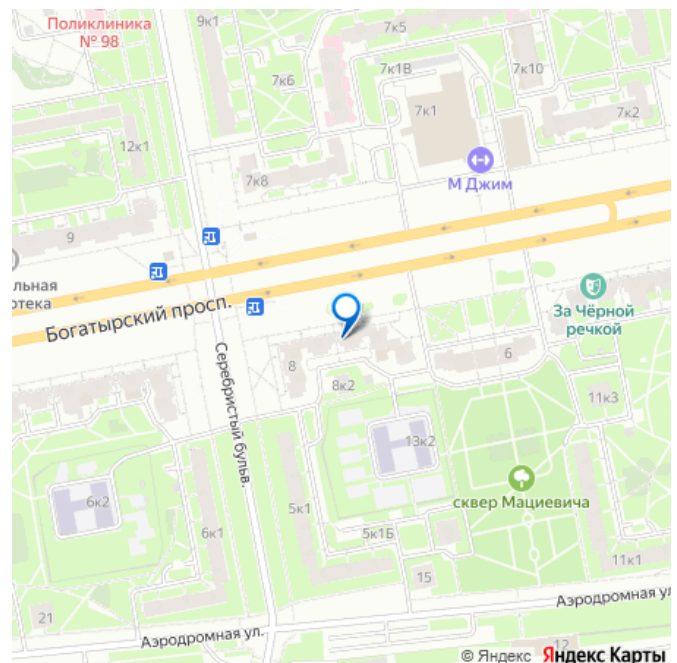 Поликлиника
№ 98
9к1
7к5
7к6
7к1В
7к10
7к1
7к2
12к1
7к8
М Джим
9
льная
отека
Богатырский просп.
За Чёрной
речкой
8
6
8к2
11к3
Серебристый бульв.
13к2
сквер Мациевича
6к2
5к1
6к1
5к1Б
11к1
15
21
Аэродромная ул.
Аэродромная ул
12
© Яндекс Яндекс Карты